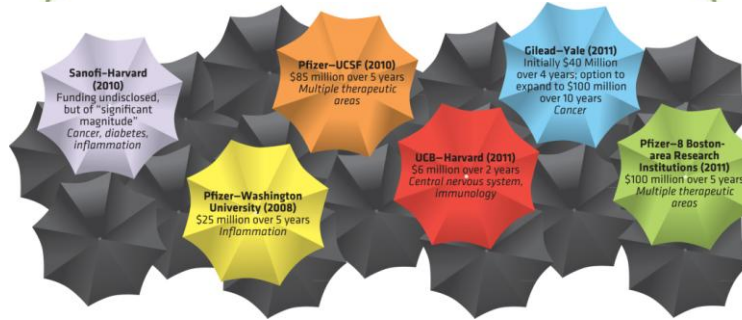 Sanofi–Harvard
(2010)
Funding undisclosed,
but of "significant
magnitude"
Cancer, diabetes,
inflammation
Pfizer–Washington
University (2008)
$25 million over 5 years
Inflammation
Pfizer–UCSF (2010)
$85 million over 5 years
Multiple therapeutic
areas
UCB–Harvard (2011)
$6 million over 2 years
Central nervous system,
immunology
Gilead–Yale (2011)
Initially $40 Million
over 4 years; option to
expand to $100 million
over 10 years
Cancer
Pfizer–8 Boston-
area Research
Institutions (2011)
$100 million over 5 years
Multiple therapeutic
areas